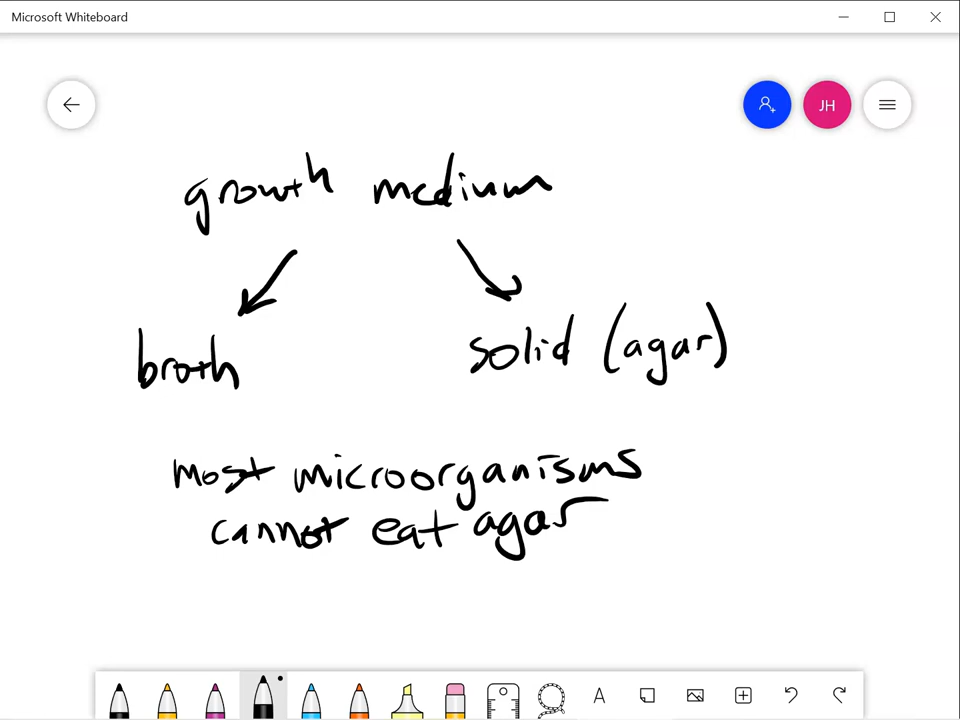 Microsoft Whiteboard
JH
growth medium
broth
solid (agar)
most microorganisms
cannot eat agar
A